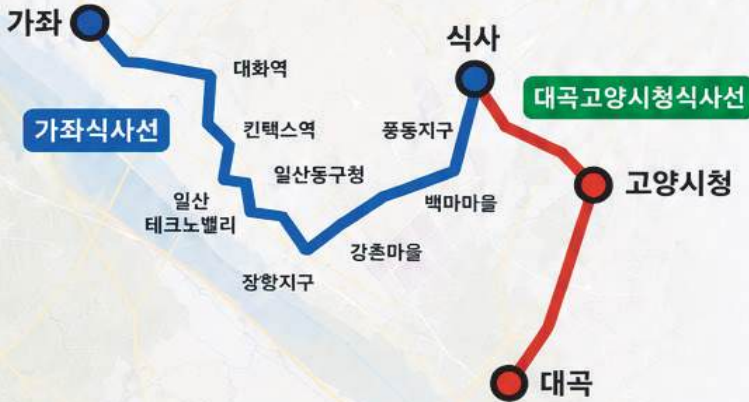 가좌
식사
대화역
대곡고양시청식사선
가좌식사선
킨텍스역
풍동지구
일산동구청
고양시청
일산
테크노밸리
백마마을
강촌마을
장항지구
대곡